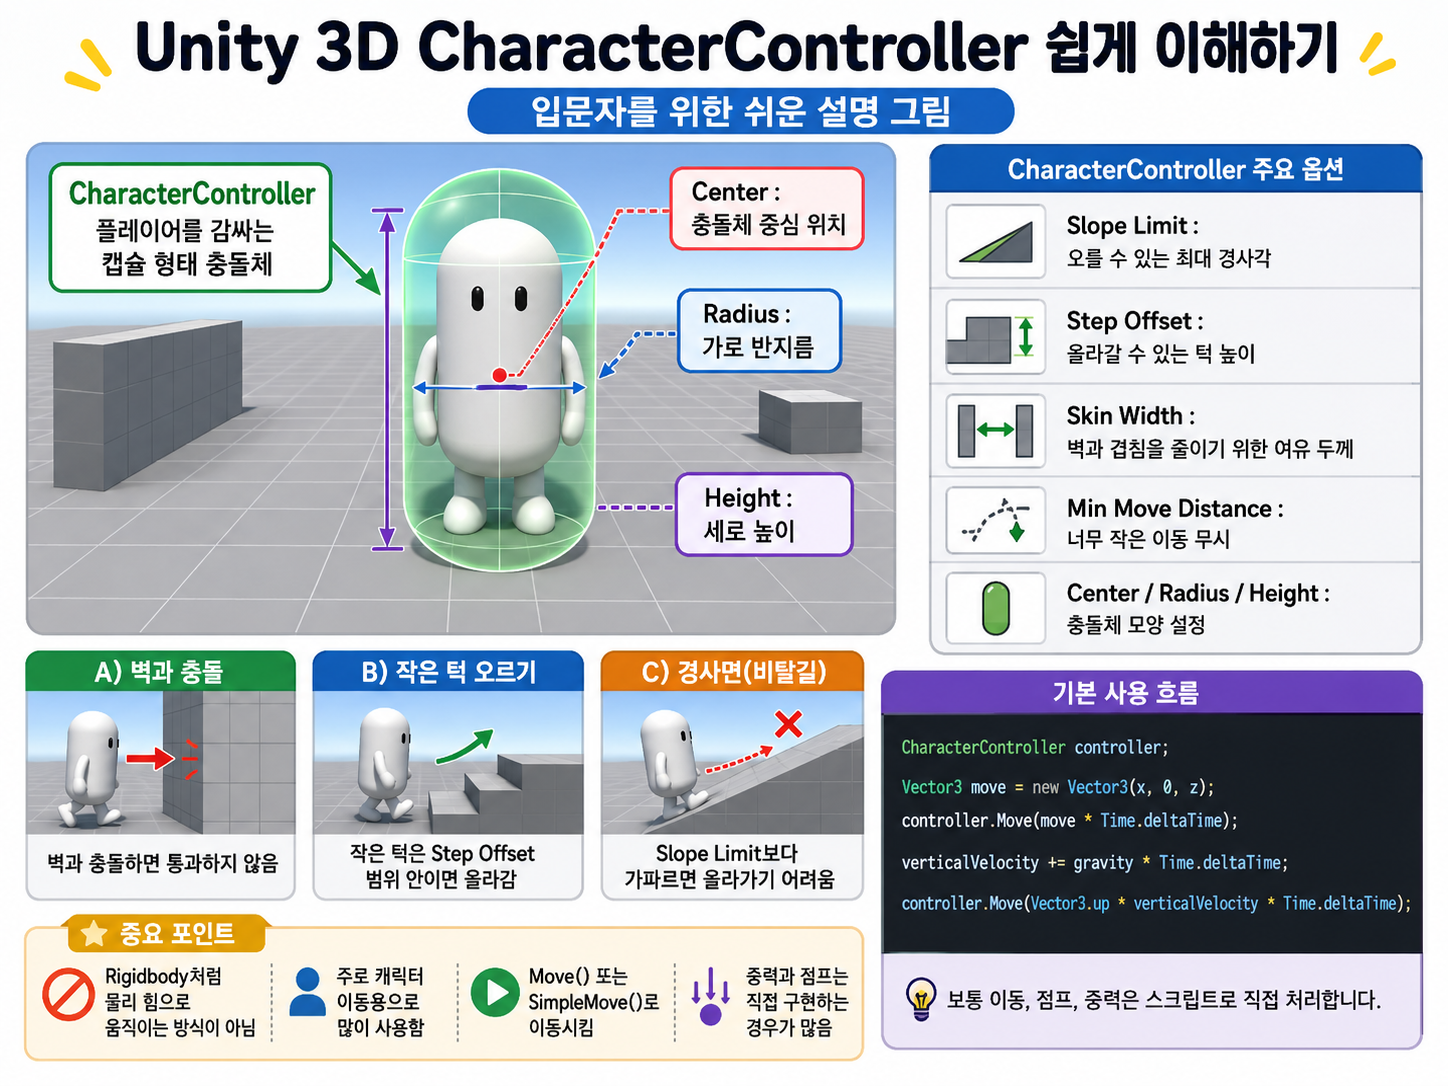 Unity 3D CharacterController 쉽게 이해하기
입문자를 위한 쉬운 설명 그림
CharacterController
플레이어를 감싸는
캡슐 형태 충돌체
Center :
충돌체 중심 위치
Radius :
가로 반지름
Height :
세로 높이
CharacterController 주요 옵션
Slope Limit :
오를 수 있는 최대 경사각
Step Offset :
올라갈 수 있는 턱 높이
Skin Width :
벽과 겹침을 줄이기 위한 여유 두께
Min Move Distance :
너무 작은 이동 무시
Center / Radius / Height :
충돌체 모양 설정
A) 벽과 충돌
벽과 충돌하면 통과하지 않음
B) 작은 턱 오르기
작은 턱은 Step Offset
범위 안이면 올라감
C) 경사면(비탈길)
Slope Limit보다
가파르면 올라가기 어려움
기본 사용 흐름
CharacterController controller;
Vector3 move = new Vector3(x, 0, z);
controller.Move(move * Time.deltaTime);
verticalVelocity += gravity * Time.deltaTime;
controller.Move(Vector3.up * verticalVelocity * Time.deltaTime);
보통 이동, 점프, 중력은 스크립트로 직접 처리합니다.
중요 포인트
Rigidbody처럼
물리 힘으로
움직이는 방식이 아님
주로 캐릭터
이동용으로
많이 사용함
Move() 또는
SimpleMove()로
이동시킴
중력과 점프는
직접 구현하는
경우가 많음